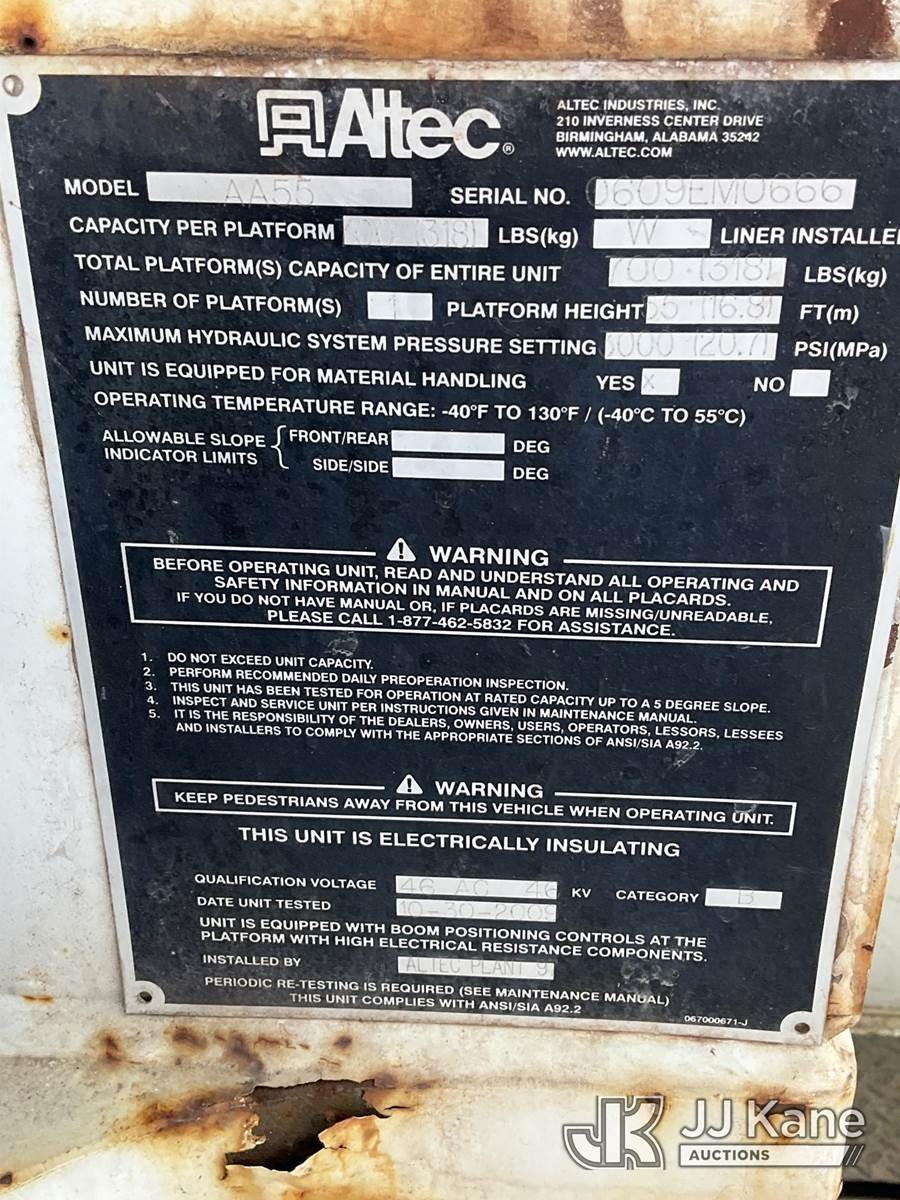 Altec®
ALTEC INDUSTRIES, INC.
210 INVERNESS CENTER DRIVE
BIRMINGHAM, ALABAMA 35242
WWW.ALTEC.COM
MODEL AA55 SERIAL NO. 0609EM0666
CAPACITY PER PLATFORM (318) LBS(kg) W LINER INSTALLE
TOTAL PLATFORM(S) CAPACITY OF ENTIRE UNIT 700 (318) LBS(kg)
NUMBER OF PLATFORM(S) 1 PLATFORM HEIGHT 55 (16.8) FT(m)
MAXIMUM HYDRAULIC SYSTEM PRESSURE SETTING 3000 (20.7) PSI(MPa)
UNIT IS EQUIPPED FOR MATERIAL HANDLING YES X NO
OPERATING TEMPERATURE RANGE: -40°F TO 130°F / (-40°C TO 55°C)
ALLOWABLE SLOPE INDICATOR LIMITS { FRONT/REAR DEG
SIDE/SIDE DEG
⚠ WARNING
BEFORE OPERATING UNIT, READ AND UNDERSTAND ALL OPERATING AND
SAFETY INFORMATION IN MANUAL AND ON ALL PLACARDS.
IF YOU DO NOT HAVE MANUAL OR, IF PLACARDS ARE MISSING/UNREADABLE,
PLEASE CALL 1-877-462-5832 FOR ASSISTANCE.
1. DO NOT EXCEED UNIT CAPACITY.
2. PERFORM RECOMMENDED DAILY PREOPERATION INSPECTION.
3. THIS UNIT HAS BEEN TESTED FOR OPERATION AT RATED CAPACITY UP TO A 5 DEGREE SLOPE.
4. INSPECT AND SERVICE UNIT PER INSTRUCTIONS GIVEN IN MAINTENANCE MANUAL.
5. IT IS THE RESPONSIBILITY OF THE DEALERS, OWNERS, USERS, OPERATORS, LESSORS, LESSEES
AND INSTALLERS TO COMPLY WITH THE APPROPRIATE SECTIONS OF ANSI/SIA A92.2.
⚠ WARNING
KEEP PEDESTRIANS AWAY FROM THIS VEHICLE WHEN OPERATING UNIT.
THIS UNIT IS ELECTRICALLY INSULATING
QUALIFICATION VOLTAGE 46 AC 46 KV CATEGORY B
DATE UNIT TESTED 10-30-2009
UNIT IS EQUIPPED WITH BOOM POSITIONING CONTROLS AT THE
PLATFORM WITH HIGH ELECTRICAL RESISTANCE COMPONENTS.
INSTALLED BY ALTEC PLANT 9
PERIODIC RE-TESTING IS REQUIRED (SEE MAINTENANCE MANUAL)
THIS UNIT COMPLIES WITH ANSI/SIA A92.2
067000671-J
JK JJ Kane
AUCTIONS